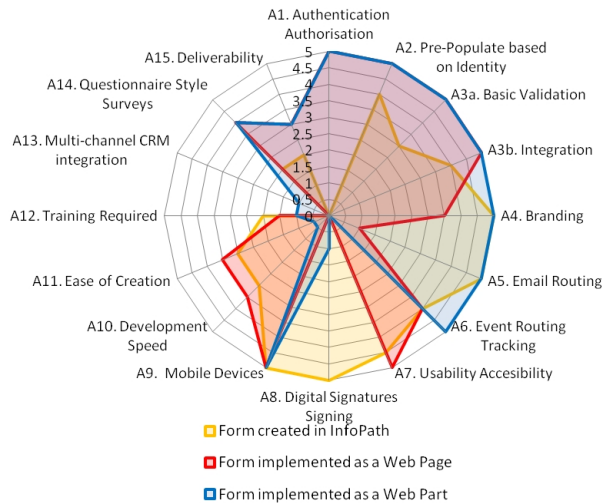 A1. Authentication
Authorisation
A2. Pre-Populate based
on Identity
A3a. Basic Validation
A3b. Integration
A4. Branding
A5. Email Routing
A6. Event Routing
Tracking
A7. Usability Accesibility
A8. Digital Signatures
Signing
A9. Mobile Devices
A10. Development
Speed
A11. Ease of Creation
A12. Training Required
A13. Multi-channel CRM
integration
A14. Questionnaire Style
Surveys
A15. Deliverability
5
4.5
4
3.5
3
2.5
2
1.5
1
0.5
0
Form created in InfoPath
Form implemented as a Web Page
Form implemented as a Web Part